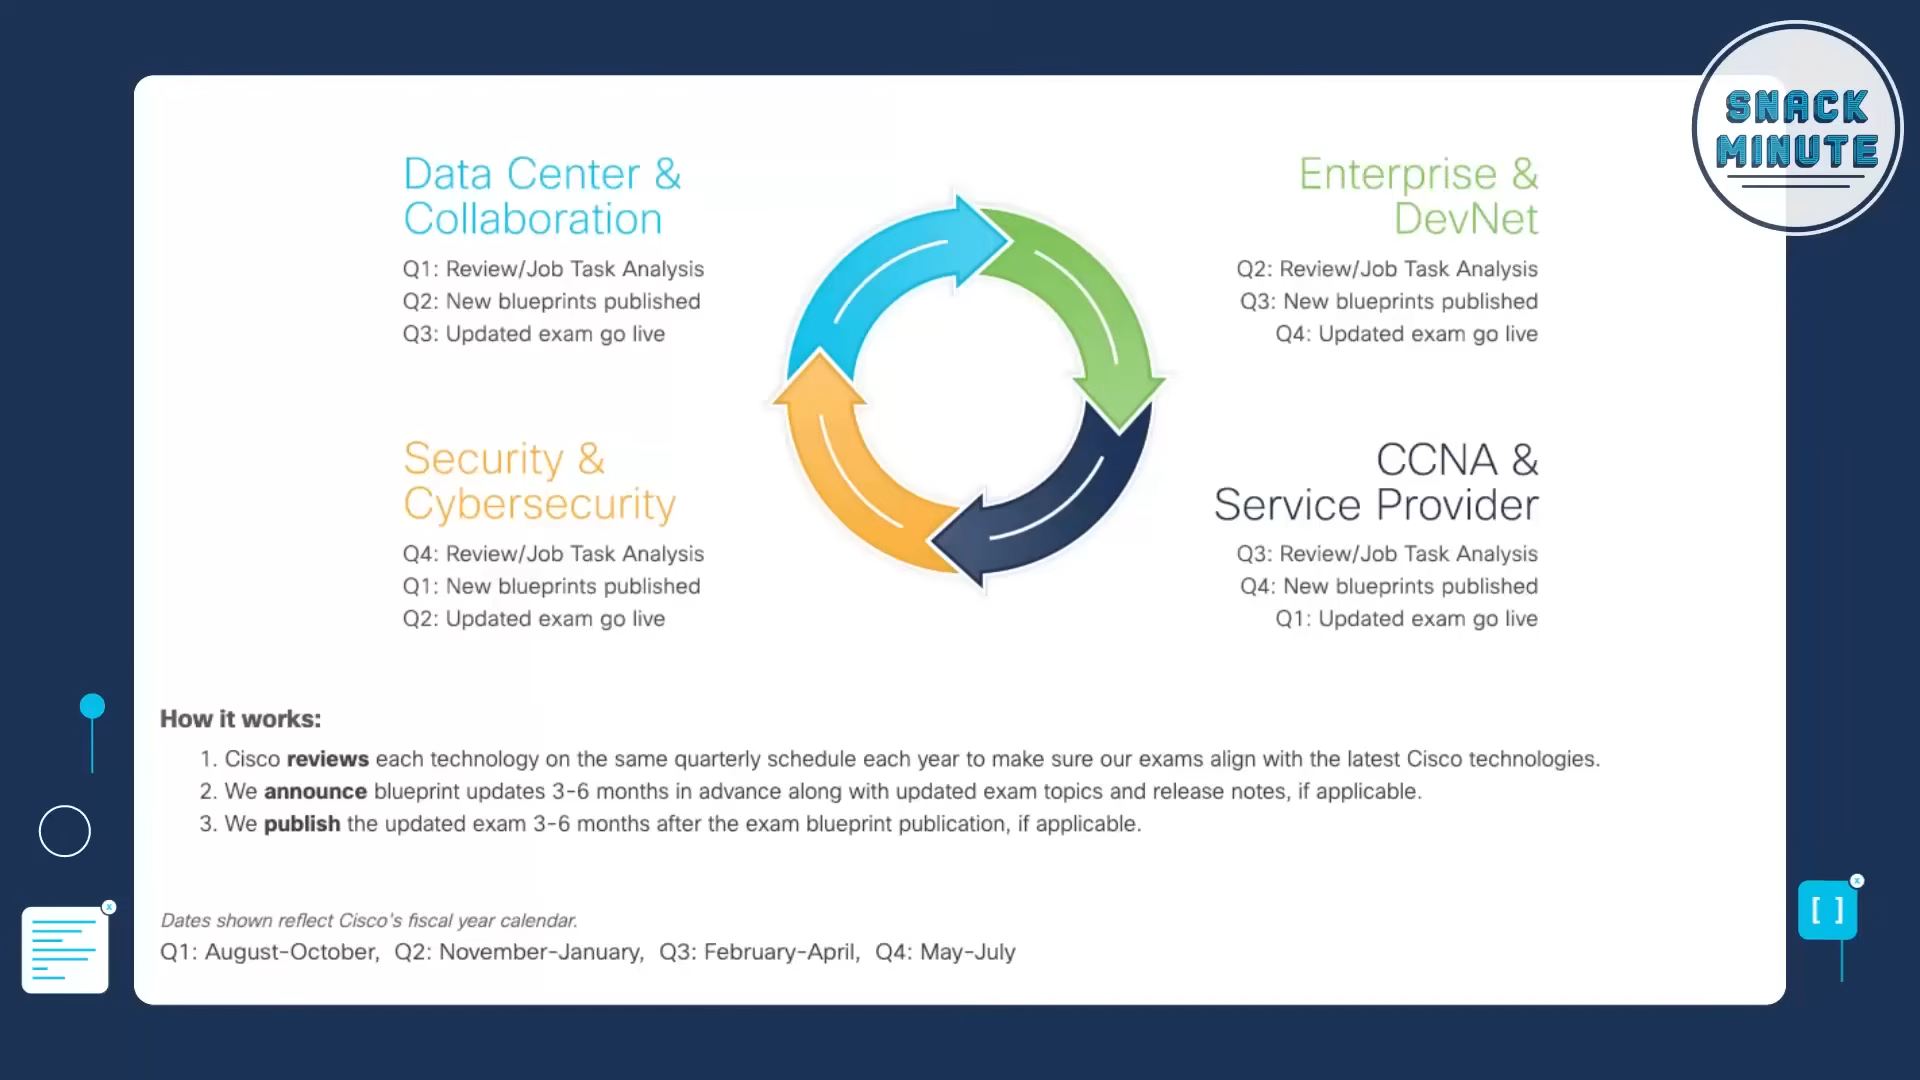 SNACK
MINUTE
Data Center &
Collaboration
Q1: Review/Job Task Analysis
Q2: New blueprints published
Q3: Updated exam go live
Enterprise &
DevNet
Q2: Review/Job Task Analysis
Q3: New blueprints published
Q4: Updated exam go live
Security &
Cybersecurity
Q4: Review/Job Task Analysis
Q1: New blueprints published
Q2: Updated exam go live
CCNA &
Service Provider
Q3: Review/Job Task Analysis
Q4: New blueprints published
Q1: Updated exam go live
How it works:
1. Cisco reviews each technology on the same quarterly schedule each year to make sure our exams align with the latest Cisco technologies.
2. We announce blueprint updates 3-6 months in advance along with updated exam topics and release notes, if applicable.
3. We publish the updated exam 3-6 months after the exam blueprint publication, if applicable.
Dates shown reflect Cisco's fiscal year calendar.
Q1: August-October, Q2: November-January, Q3: February-April, Q4: May-July
x
x
[ ]